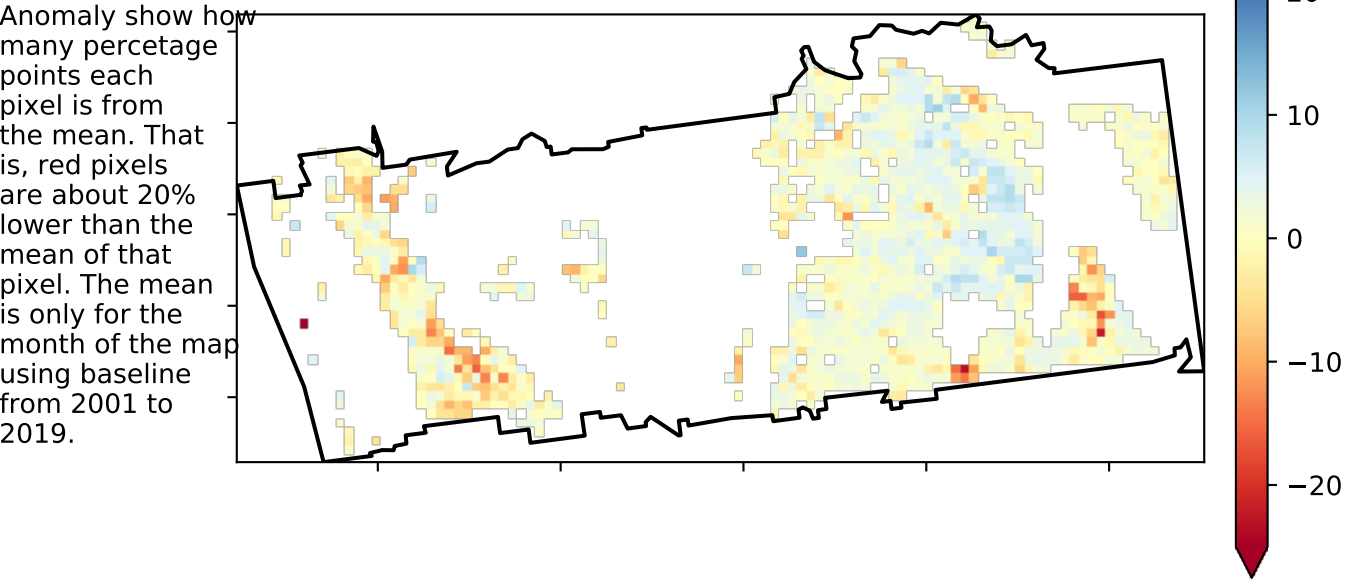 Anomaly show how
many percetage
points each
pixel is from
the mean. That
is, red pixels
are about 20%
lower than the
mean of that
pixel. The mean
is only for the
month of the map
using baseline
from 2001 to
2019.
10
0
−10
−20